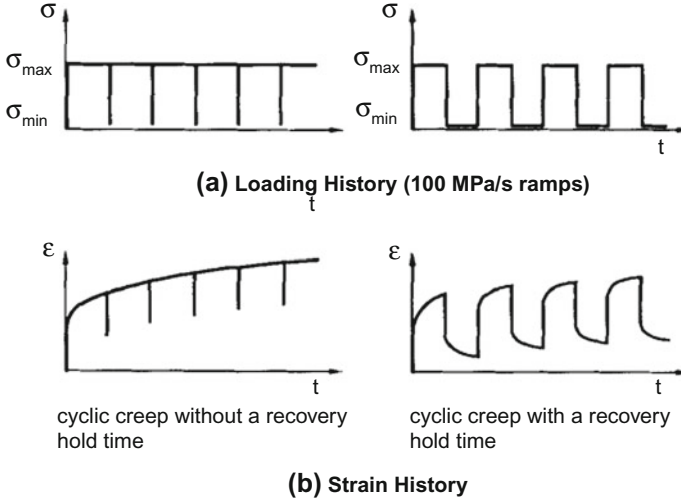 σ
σ
σmax
σmax
σmin
σmin
t
(a) Loading History (100 MPa/s ramps)
t
ε
ε
t
t
cyclic creep without a recovery
hold time
cyclic creep with a recovery
hold time
(b) Strain History